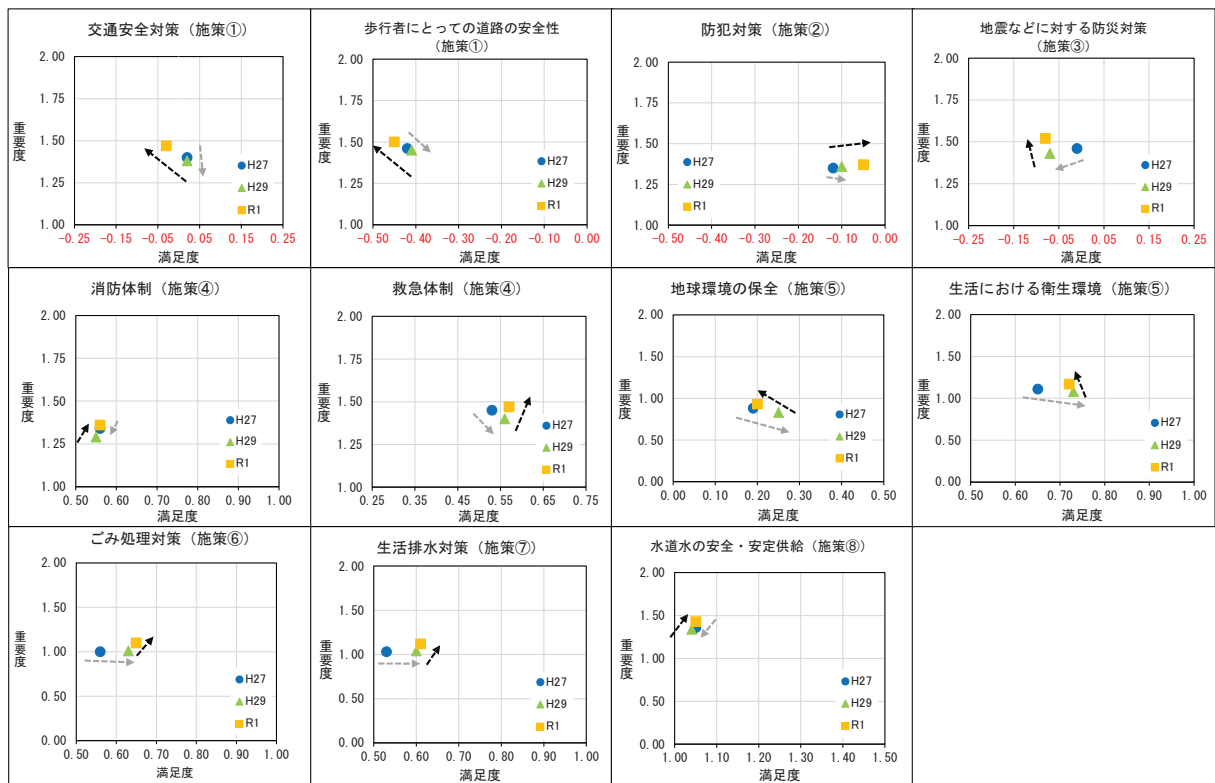 交通安全対策（施策①）
2.00
1.75
1.50
1.25
1.00
重要度
H27
H29
R1
-0.25 -0.15 -0.05 0.05 0.15 0.25
満足度
歩行者にとっての道路の安全性
（施策①）
2.00
1.75
1.50
1.25
1.00
重要度
H27
H29
R1
-0.50 -0.40 -0.30 -0.20 -0.10 0.00
満足度
防犯対策（施策②）
2.00
1.75
1.50
1.25
1.00
重要度
H27
H29
R1
-0.50 -0.40 -0.30 -0.20 -0.10 0.00
満足度
地震などに対する防災対策
（施策③）
2.00
1.75
1.50
1.25
1.00
重要度
H27
H29
R1
-0.25 -0.15 -0.05 0.05 0.15 0.25
満足度
消防体制（施策④）
2.00
1.75
1.50
1.25
1.00
重要度
H27
H29
R1
0.50 0.60 0.70 0.80 0.90 1.00
満足度
救急体制（施策④）
2.00
1.75
1.50
1.25
1.00
重要度
H27
H29
R1
0.25 0.35 0.45 0.55 0.65 0.75
満足度
地球環境の保全（施策⑤）
2.00
1.50
1.00
0.50
0.00
重要度
H27
H29
R1
0.00 0.10 0.20 0.30 0.40 0.50
満足度
生活における衛生環境（施策⑤）
2.00
1.50
1.00
0.50
0.00
重要度
H27
H29
R1
0.50 0.60 0.70 0.80 0.90 1.00
満足度
ごみ処理対策（施策⑥）
2.00
1.50
1.00
0.50
0.00
重要度
H27
H29
R1
0.50 0.60 0.70 0.80 0.90 1.00
満足度
生活排水対策（施策⑦）
2.00
1.50
1.00
0.50
0.00
重要度
H27
H29
R1
0.50 0.60 0.70 0.80 0.90 1.00
満足度
水道水の安全・安定供給（施策⑧）
2.00
1.50
1.00
0.50
0.00
重要度
H27
H29
R1
1.00 1.10 1.20 1.30 1.40 1.50
満足度